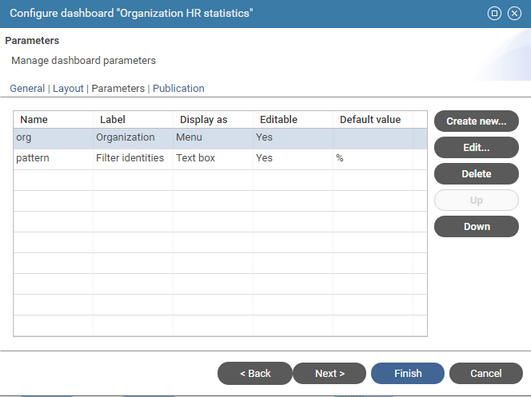 Configure dashboard "Organization HR statistics"
Parameters
Manage dashboard parameters
General | Layout | Parameters | Publication
Name Label Display as Editable Default value
org Organization Menu Yes
pattern Filter identities Text box Yes %
Create new...
Edit...
Delete
Up
Down
< Back Next > Finish Cancel